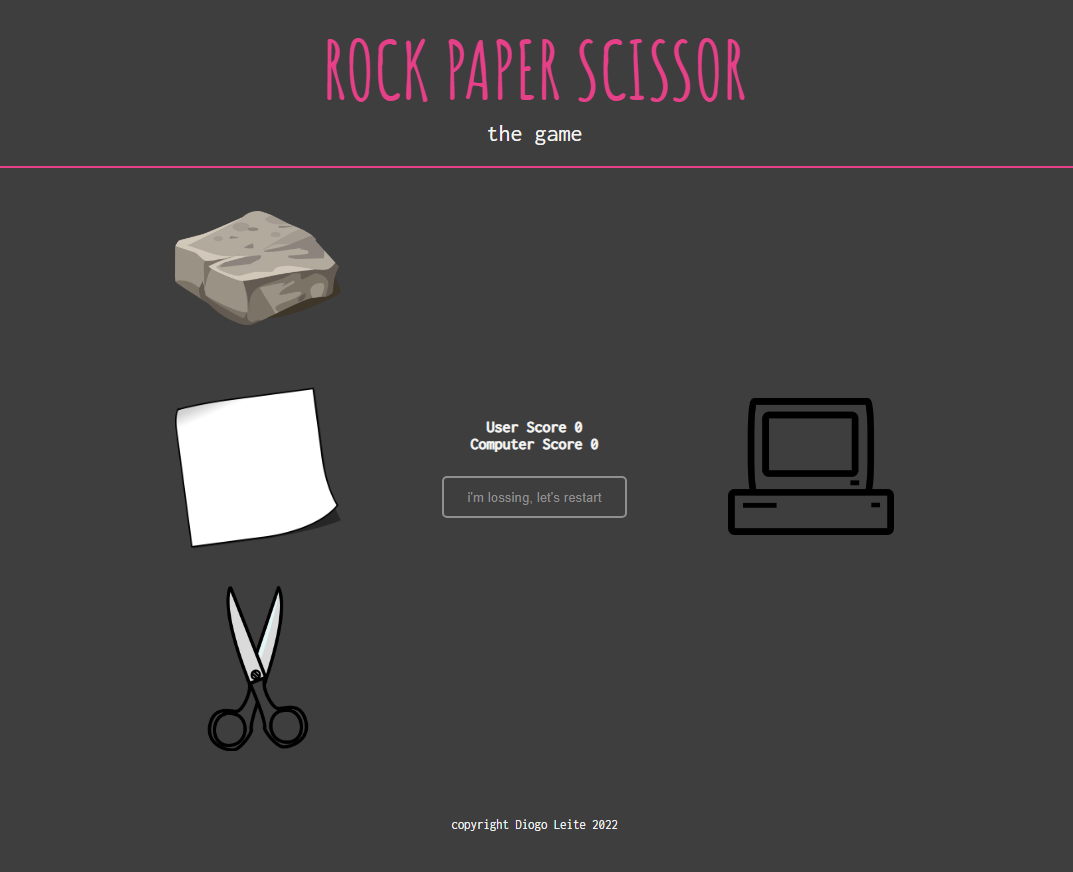 ROCK PAPER SCISSOR
the game
User Score 0
Computer Score 0
i'm lossing, let's restart
copyright Diogo Leite 2022